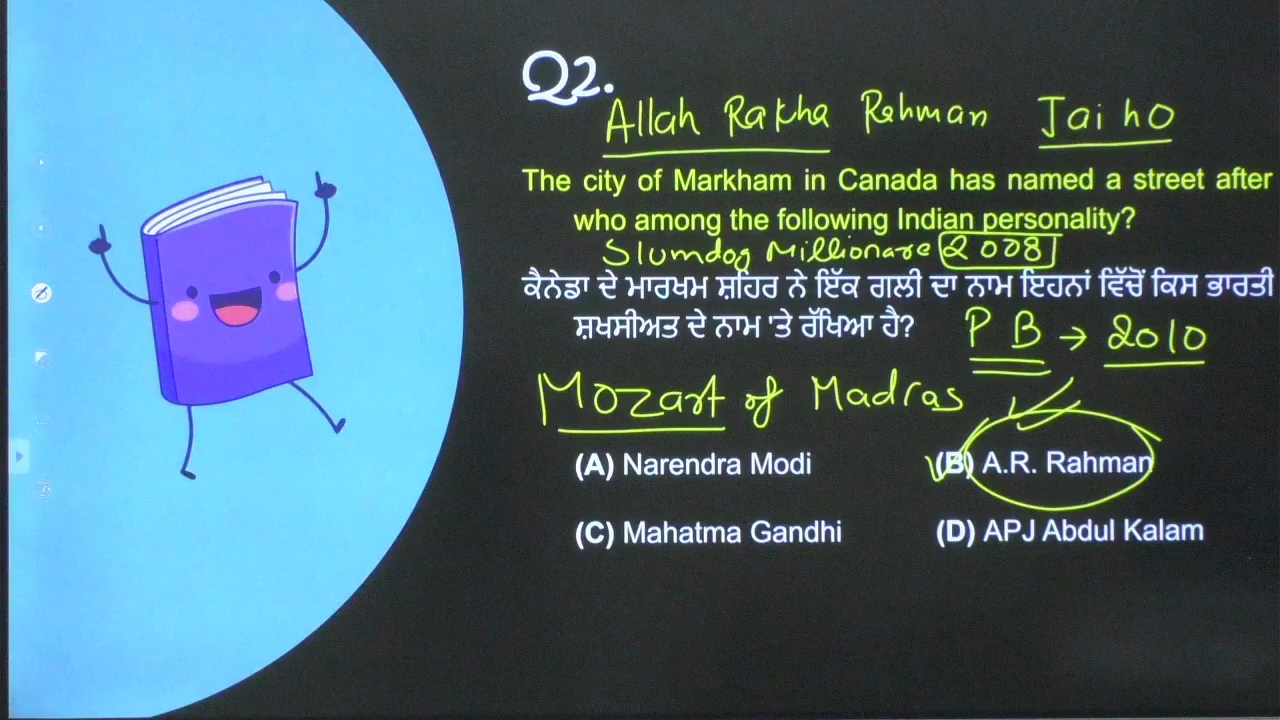 Q2.
Allah Rakha Rehman Jai ho
The city of Markham in Canada has named a street after
who among the following Indian personality?
Slumdog Millionare 2008
ਕੈਨੇਡਾ ਦੇ ਮਾਰਖਮ ਸ਼ਹਿਰ ਨੇ ਇੱਕ ਗਲੀ ਦਾ ਨਾਮ ਇਹਨਾਂ ਵਿੱਚੋਂ ਕਿਸ ਭਾਰਤੀ
ਸ਼ਖਸੀਅਤ ਦੇ ਨਾਮ 'ਤੇ ਰੱਖਿਆ ਹੈ?
P B → 2010
Mozart of Madras
(A) Narendra Modi
(B) A.R. Rahman
(C) Mahatma Gandhi
(D) APJ Abdul Kalam